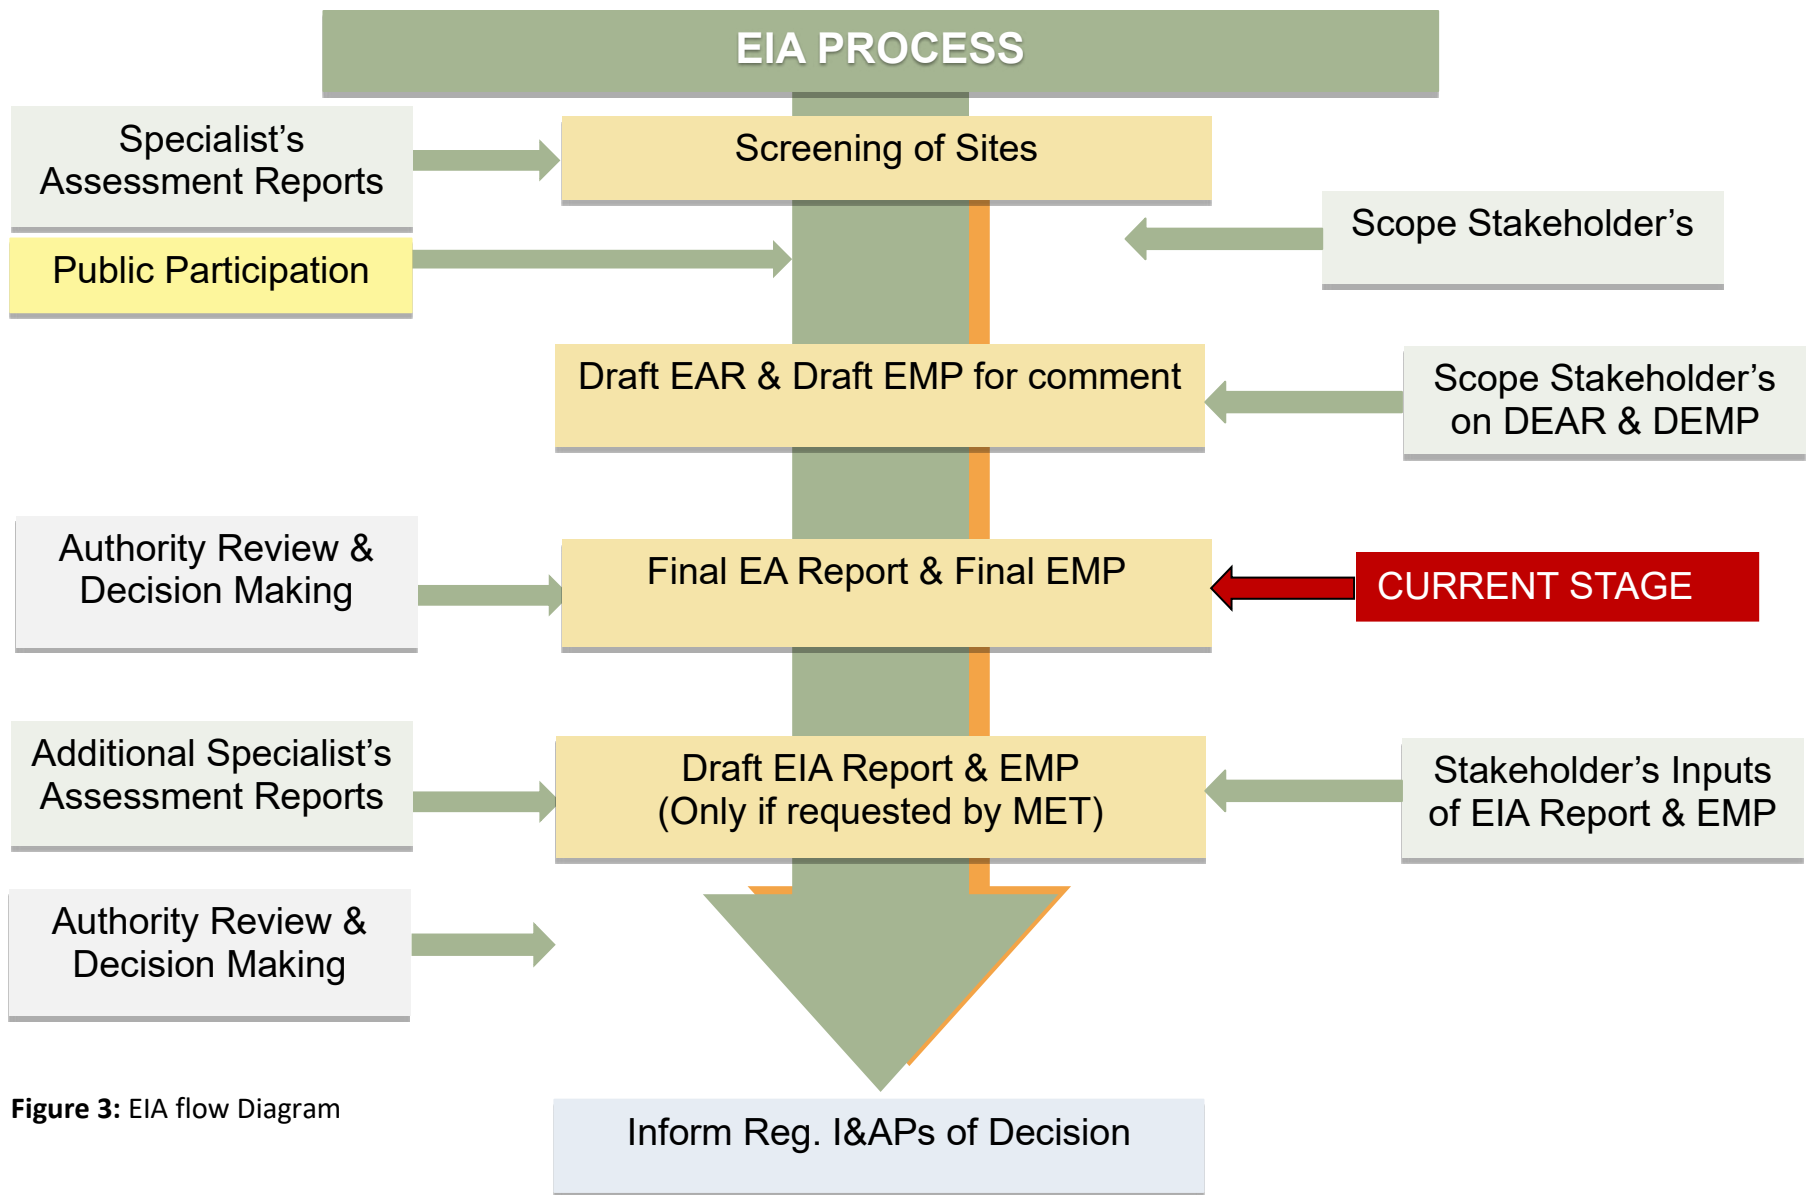 EIA PROCESS
Specialist's
Assessment Reports
Screening of Sites
Scope Stakeholder's
Public Participation
Draft EAR & Draft EMP for comment
Scope Stakeholder's
on DEAR & DEMP
Authority Review &
Decision Making
Final EA Report & Final EMP
CURRENT STAGE
Additional Specialist's
Assessment Reports
Draft EIA Report & EMP
(Only if requested by MET)
Stakeholder's Inputs
of EIA Report & EMP
Authority Review &
Decision Making
Figure 3: EIA flow Diagram
Inform Reg. I&APs of Decision